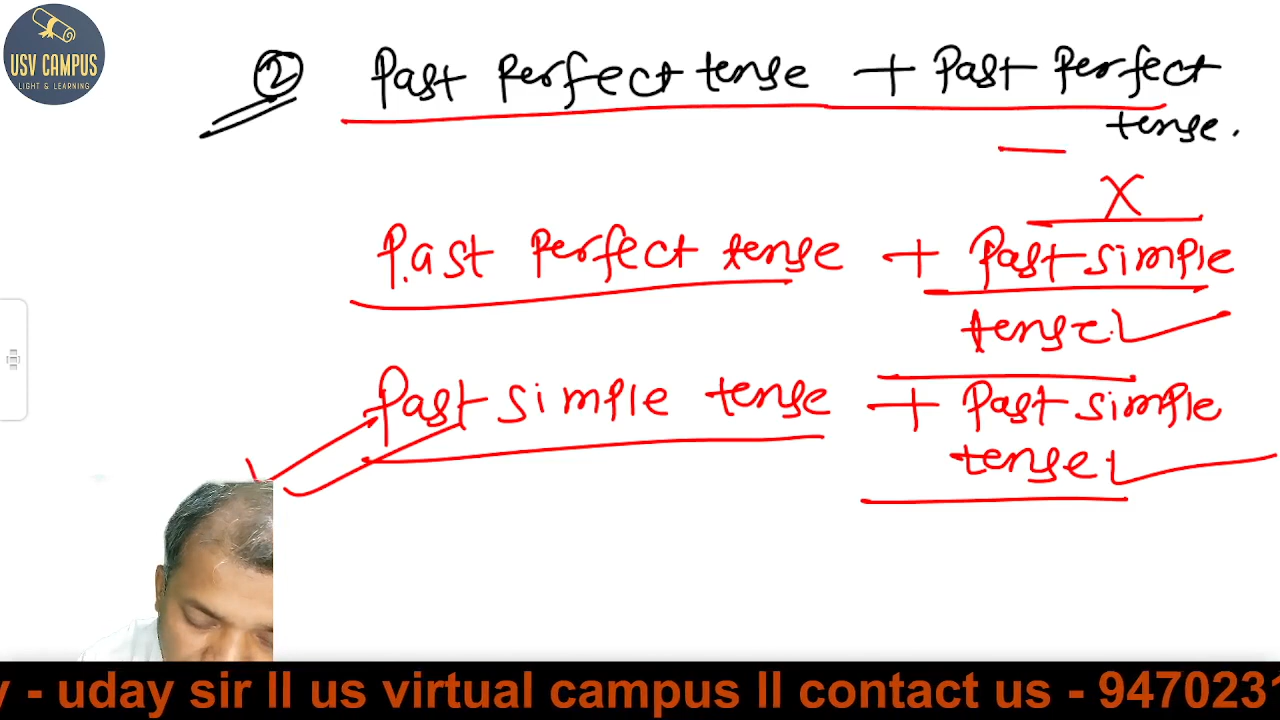 USV CAMPUS
LIGHT & LEARNING
② Past Perfect tense + Past Perfect
tense.
X
Past Perfect tense + Past simple
tense.
Past simple tense + Past simple
tense
y - uday sir ll us virtual campus ll contact us - 9470231